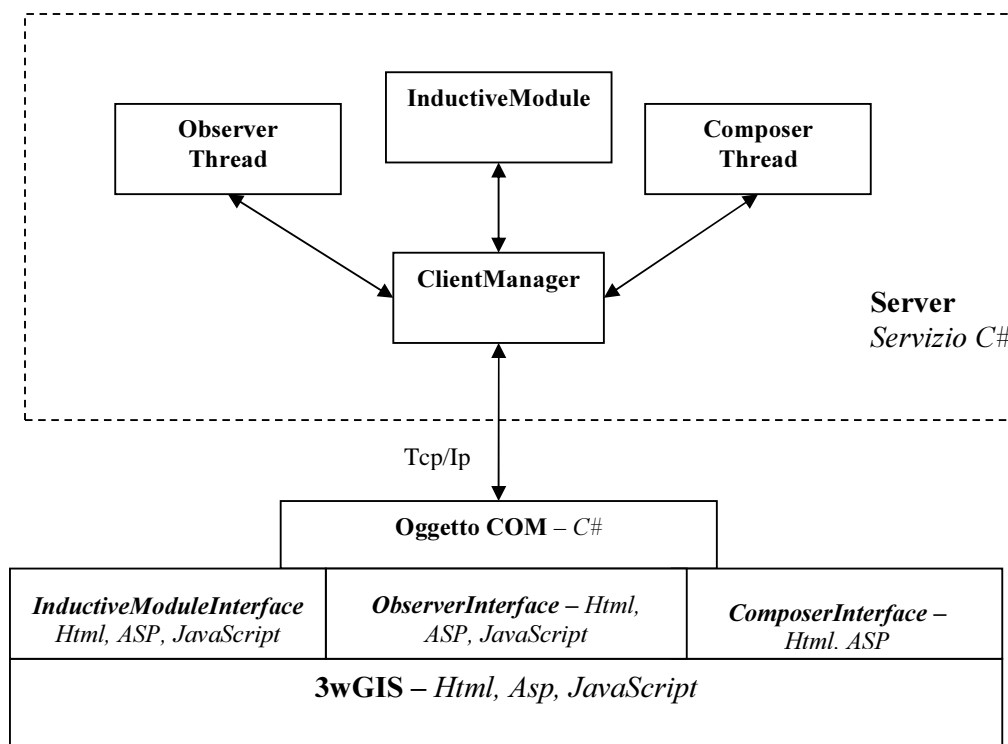 InductiveModule
Observer
Thread
Composer
Thread
ClientManager
Server
Servizio C#
Tcp/Ip
Oggetto COM – C#
InductiveModuleInterface
Html, ASP, JavaScript
ObserverInterface – Html,
ASP, JavaScript
ComposerInterface –
Html. ASP
3wGIS – Html, Asp, JavaScript